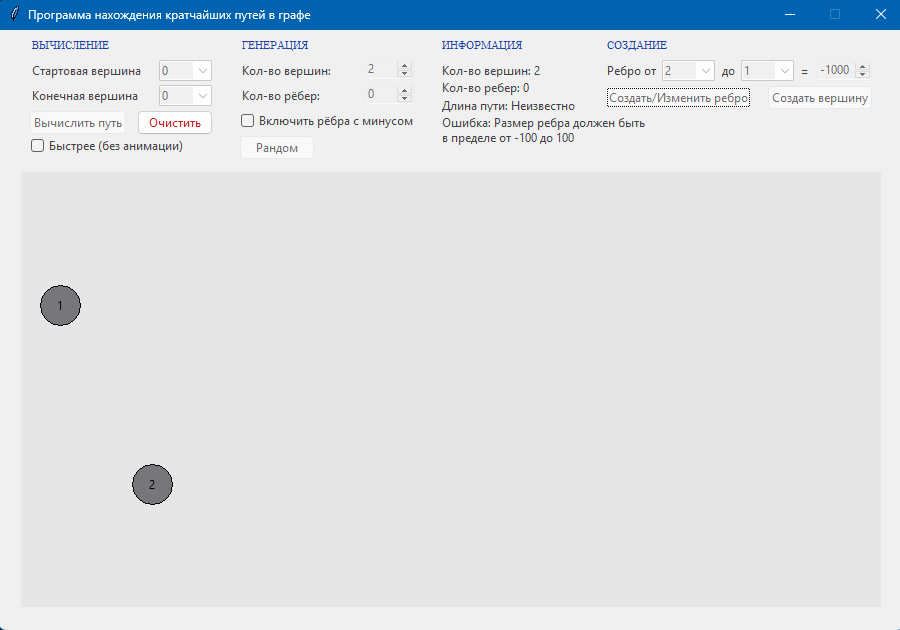 Программа нахождения кратчайших путей в графе
ВЫЧИСЛЕНИЕ
Стартовая вершина 0
Конечная вершина 0
Вычислить путь Очистить
Быстрее (без анимации)
ГЕНЕРАЦИЯ
Кол-во вершин: 2
Кол-во рёбер: 0
Включить рёбра с минусом
Рандом
ИНФОРМАЦИЯ
Кол-во вершин: 2
Кол-во ребер: 0
Длина пути: Неизвестно
Ошибка: Размер ребра должен быть
в пределе от -100 до 100
СОЗДАНИЕ
Ребро от 2 до 1 = -1000
Создать/Изменить ребро Создать вершину
1
2